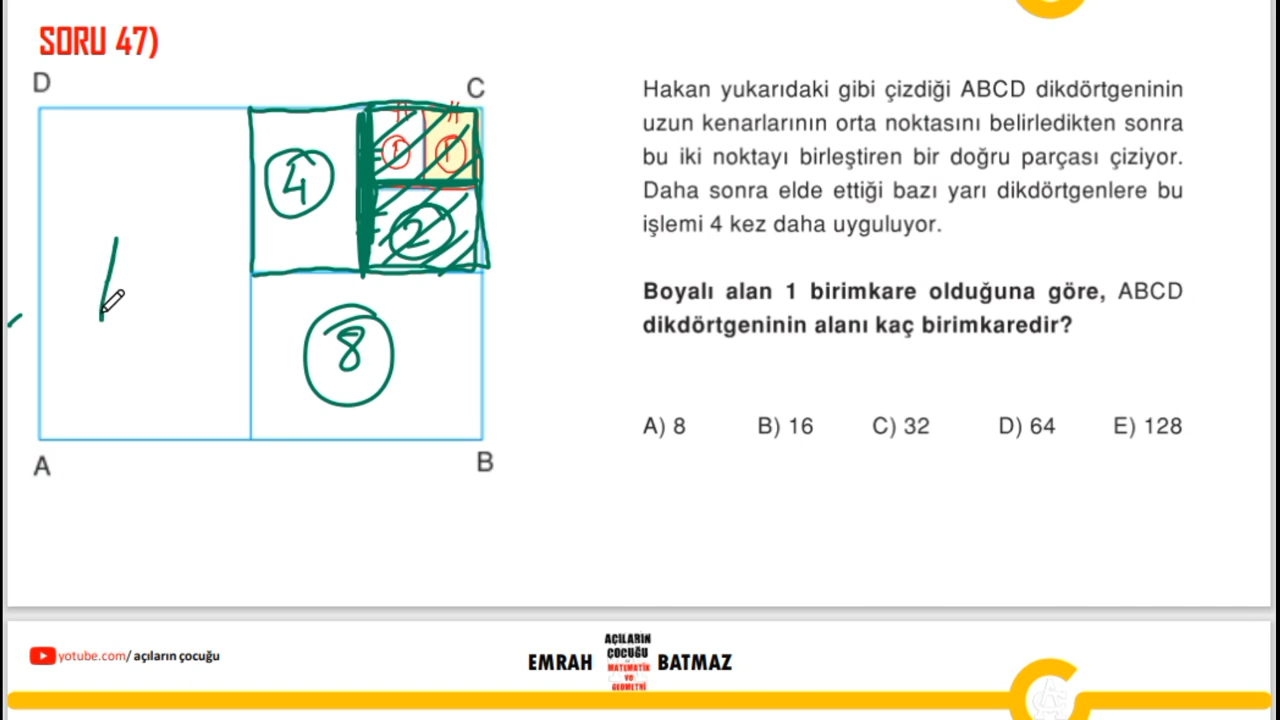 SORU 47)
D
C
4
1
1
2
8
A
B
Hakan yukarıdaki gibi çizdiği ABCD dikdörtgeninin
uzun kenarlarının orta noktasını belirledikten sonra
bu iki noktayı birleştiren bir doğru parçası çiziyor.
Daha sonra elde ettiği bazı yarı dikdörtgenlere bu
işlemi 4 kez daha uyguluyor.
Boyalı alan 1 birimkare olduğuna göre, ABCD
dikdörtgeninin alanı kaç birimkaredir?
A) 8 B) 16 C) 32 D) 64 E) 128
yotube.com/ açıların çocuğu
EMRAH
AÇILARIN
ÇOCUĞU
MATEMATİK
VE
GEOMETRİ
BATMAZ